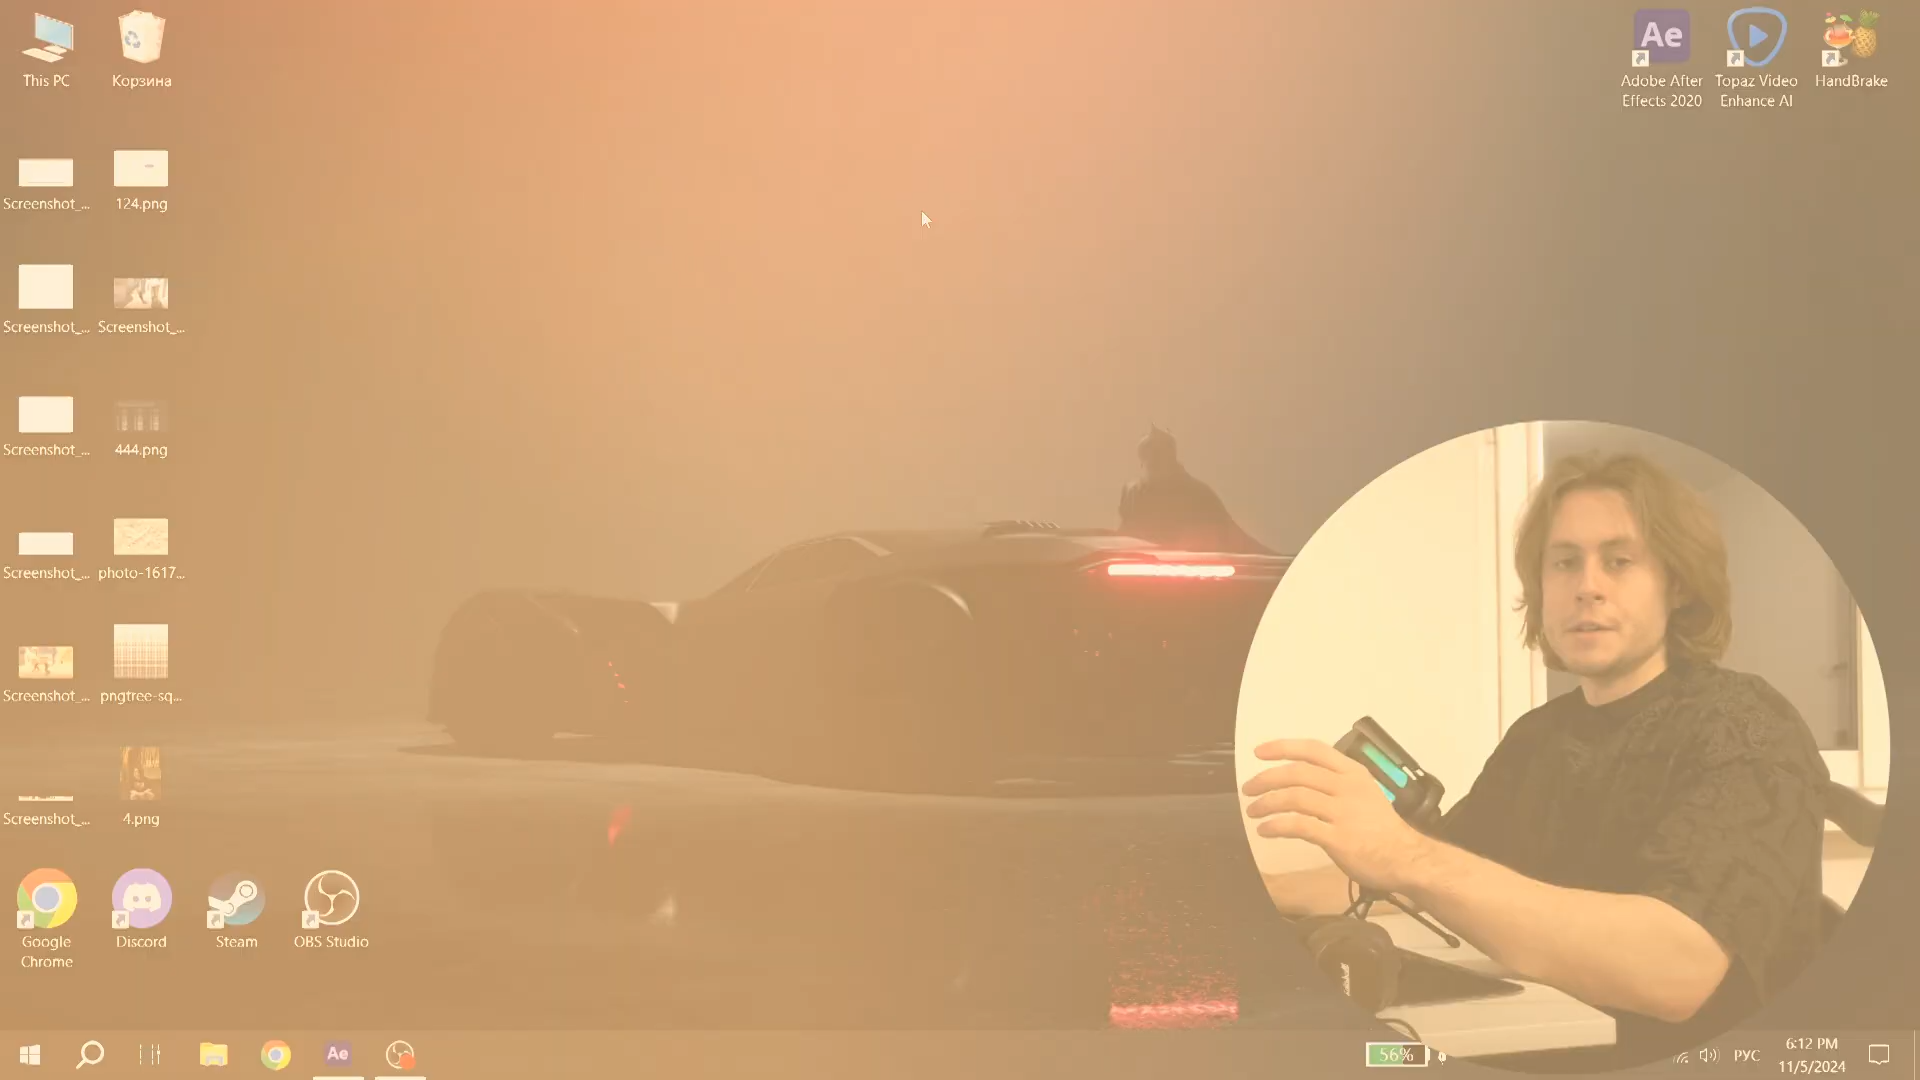 This PC
Корзина
Ae
Adobe After
Effects 2020
Topaz Video
Enhance AI
HandBrake
Screenshot_...
124.png
Screenshot_...
Screenshot_...
Screenshot_...
444.png
Screenshot_...
photo-1617...
Screenshot_...
pngtree-sq...
Screenshot_...
4.png
Google
Chrome
Discord
Steam
OBS Studio
Ae
56%
РУС
6:12 PM
11/5/2024